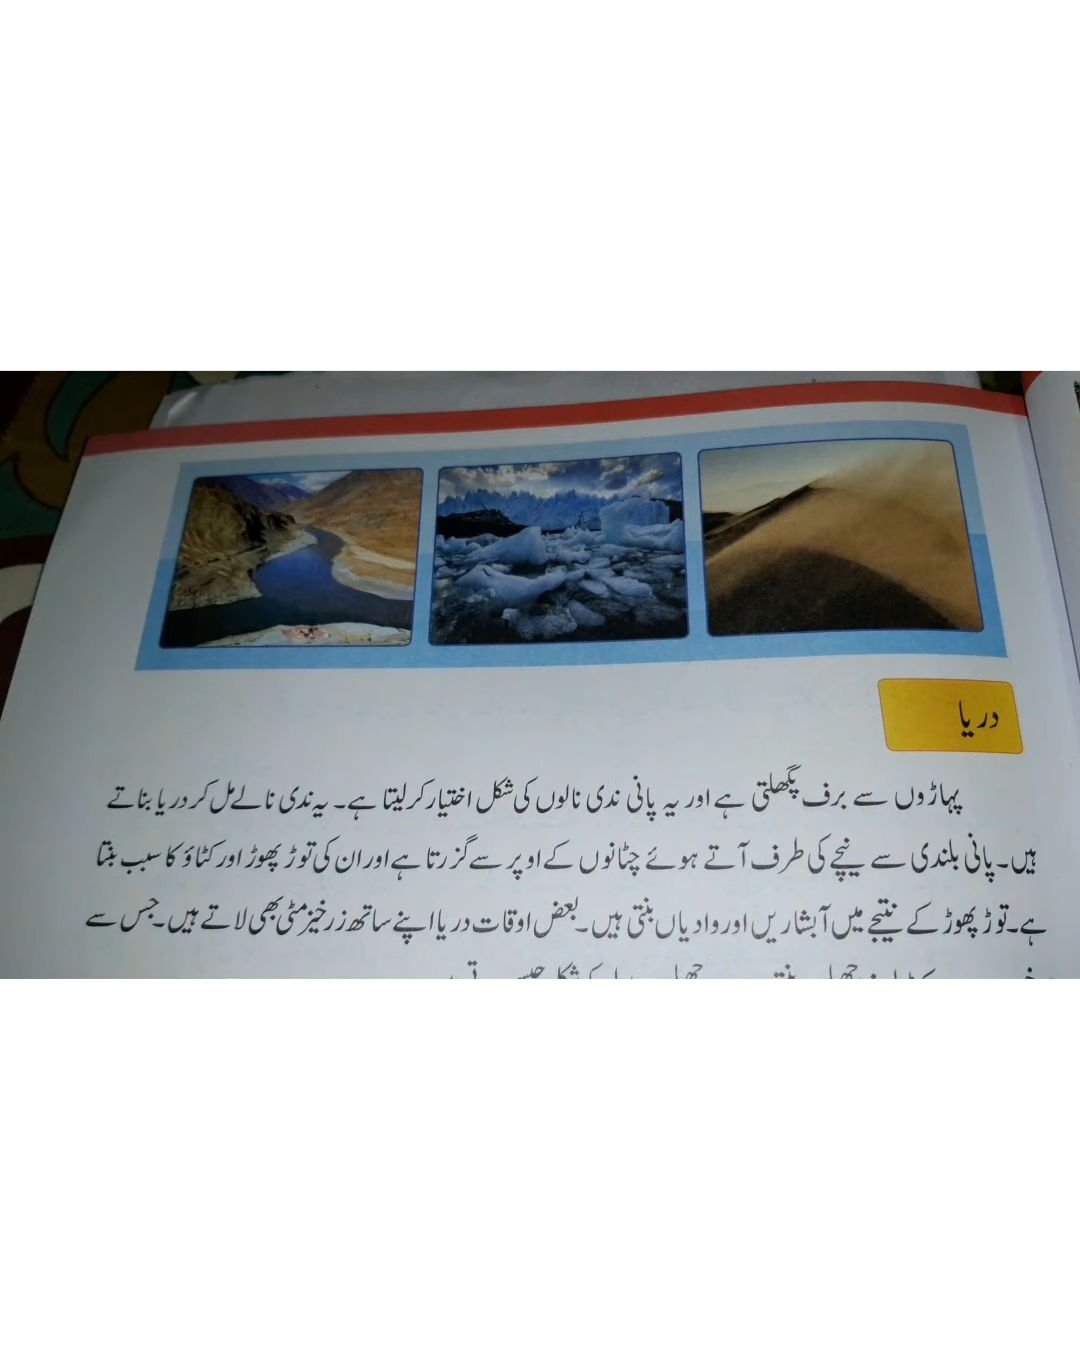 دریا
پہاڑوں سے برف پگھلتی ہے اور یہ پانی ندی نالوں کی شکل اختیار کرلیتا ہے۔ یہ ندی نالے مل کر دریا بناتے
ہیں۔ پانی بلندی سے نیچے کی طرف آتے ہوئے چٹانوں کے اوپر سے گزرتا ہے اور ان کی توڑ پھوڑ اور کٹاؤ کا سبب بنتا
ہے۔ توڑ پھوڑ کے نتیجے میں آبشاریں اور وادیاں بنتی ہیں۔ بعض اوقات دریا اپنے ساتھ زرخیز مٹی بھی لاتے ہیں۔ جس سے